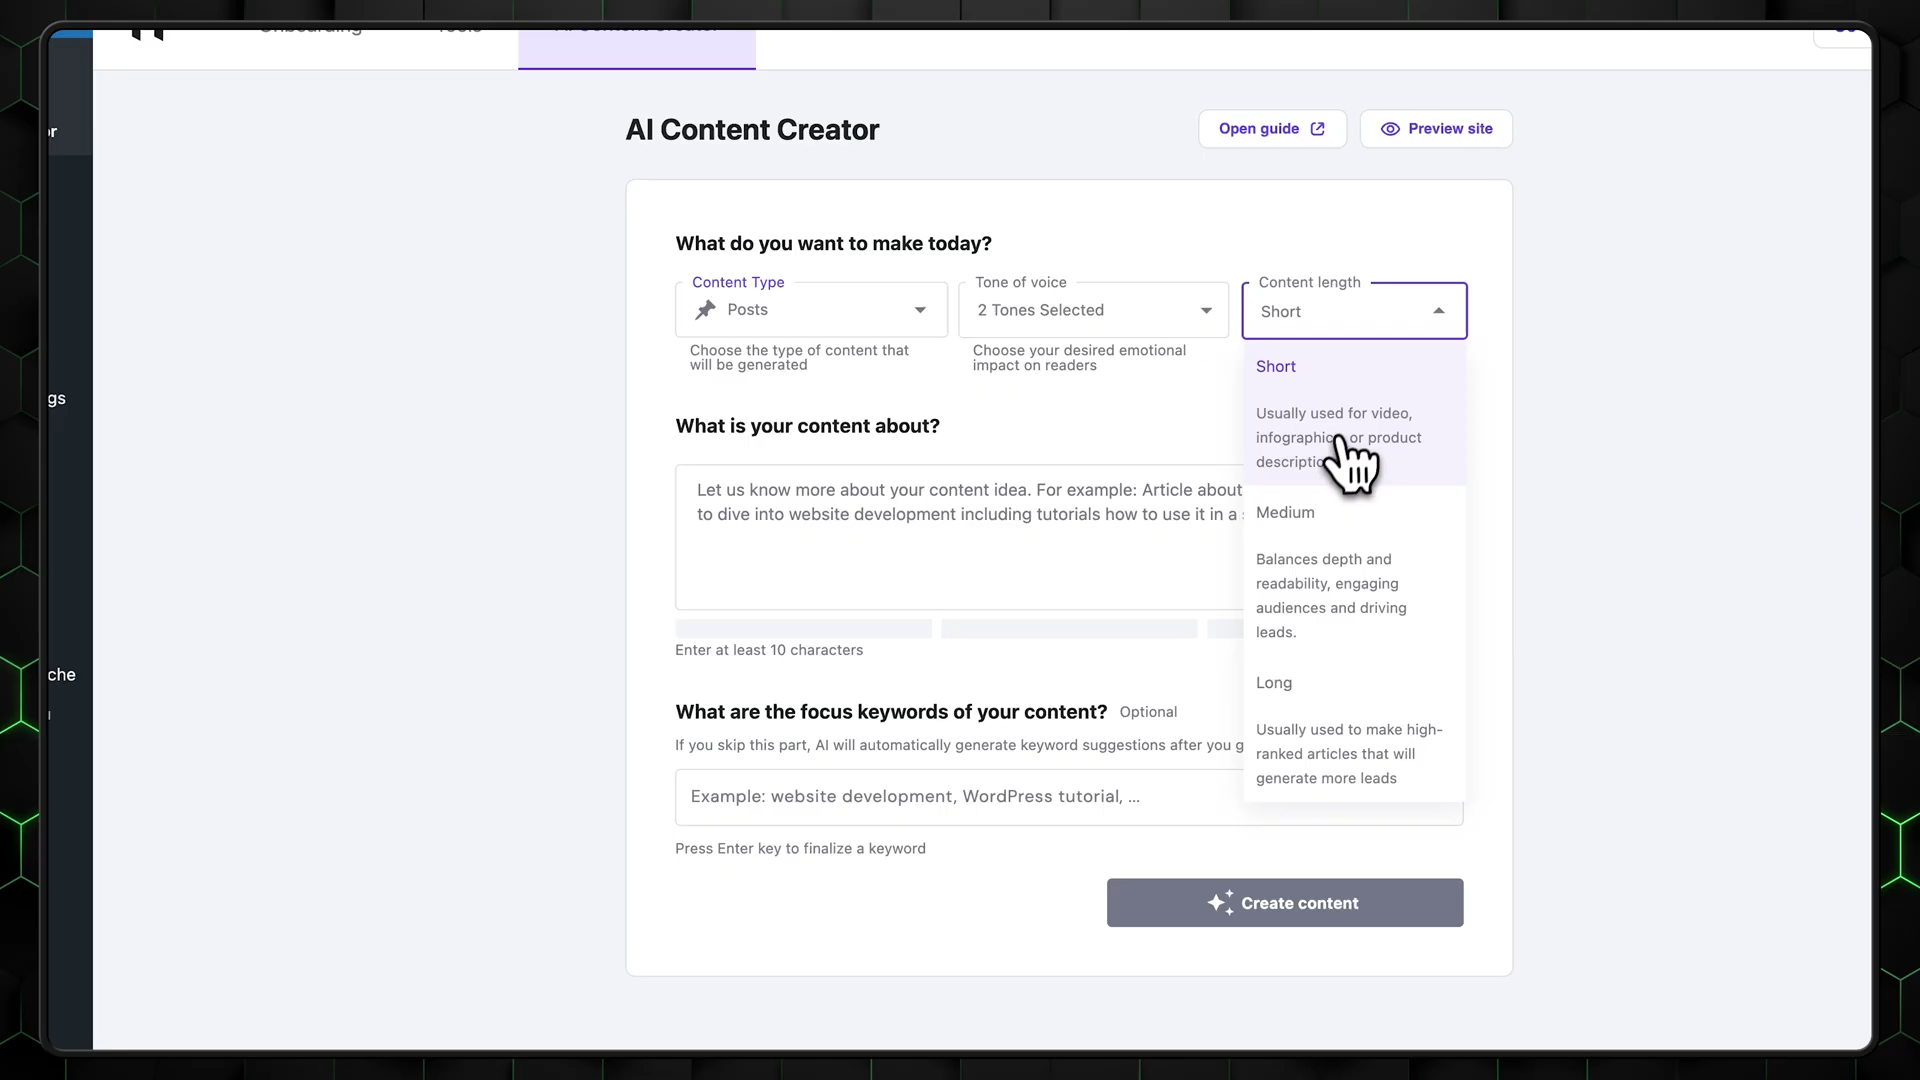 AI Content Creator
Open guide
Preview site
What do you want to make today?
Content Type
Posts
Choose the type of content that
will be generated
Tone of voice
2 Tones Selected
Choose your desired emotional
impact on readers
Content length
Short
Short
Usually used for video,
infographic, or product
Medium
Balances depth and
readability, engaging
audiences and driving
leads.
Long
Usually used to make high-
ranked articles that will
generate more leads
What is your content about?
Let us know more about your content idea. For example: Article about
to dive into website development including tutorials how to use it in a
Enter at least 10 characters
What are the focus keywords of your content? Optional
If you skip this part, AI will automatically generate keyword suggestions after you
Example: website development, WordPress tutorial, ...
Press Enter key to finalize a keyword
Create content
gs
che